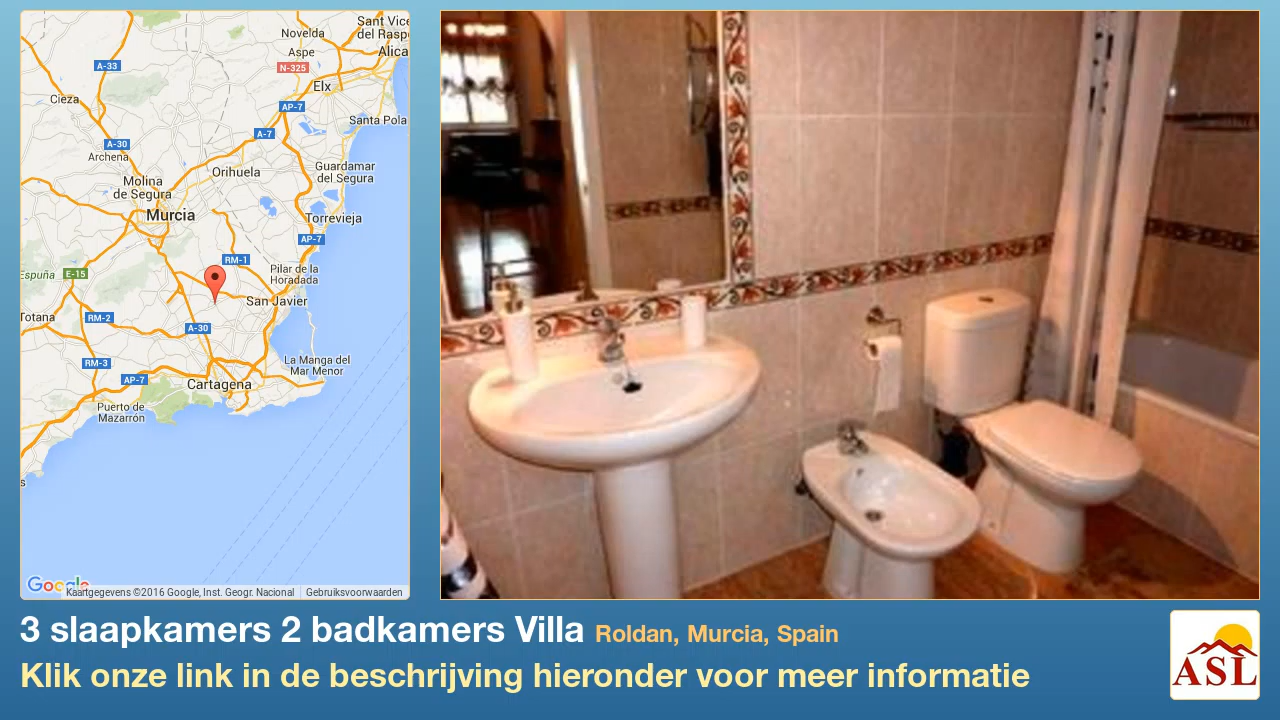 Sant Vice
del Rasp
Novelda
Alica
Aspe
A-33
N-325
Elx
Cieza
AP-7
Santa Pola
A-7
A-30
Archena
Guardamar
del Segura
Orihuela
Molina
de Segura
Murcia
Torrevieja
AP-7
RM-1
Pilar de la
Horadada
Espuña
E-15
San Javier
Totana
RM-2
A-30
La Manga del
Mar Menor
RM-3
AP-7
Cartagena
Puerto de
Mazarrón
s
Google
Kaartgegevens ©2016 Google, Inst. Geogr. Nacional
Gebruiksvoorwaarden
3 slaapkamers 2 badkamers Villa Roldan, Murcia, Spain
Klik onze link in de beschrijving hieronder voor meer informatie
ASL